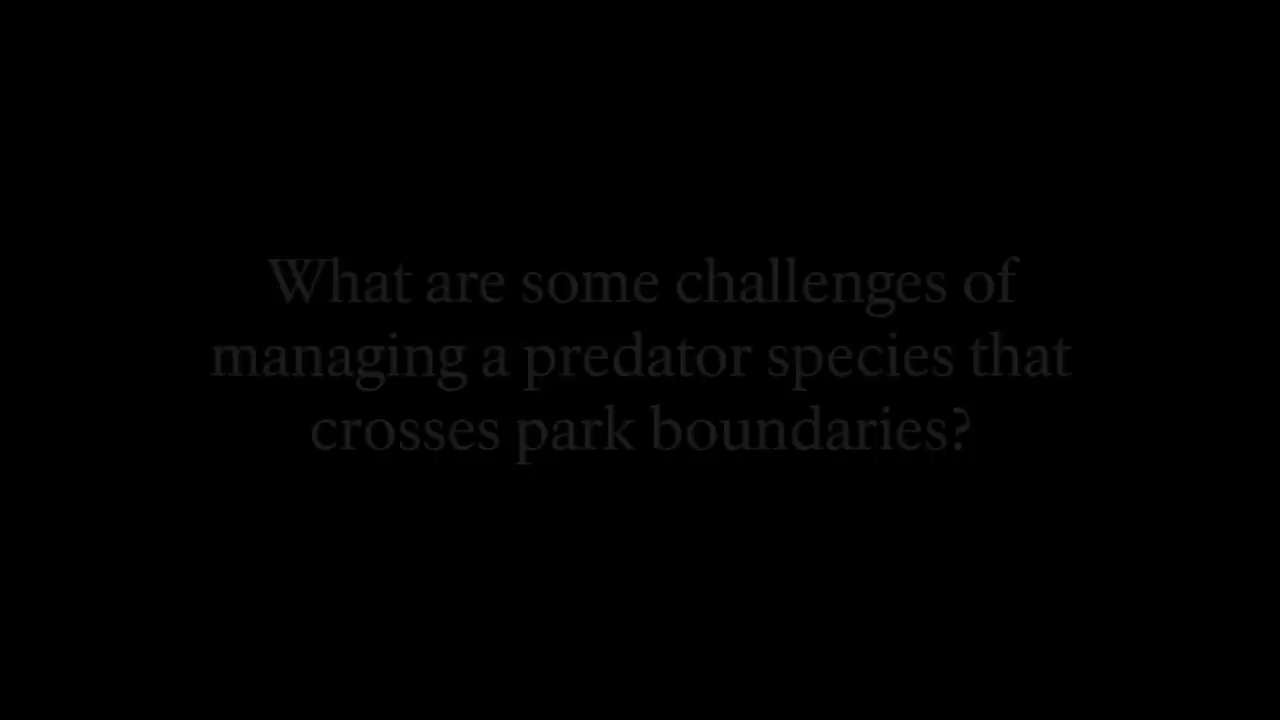 What are some challenges of
managing a predator species that
crosses park boundaries?